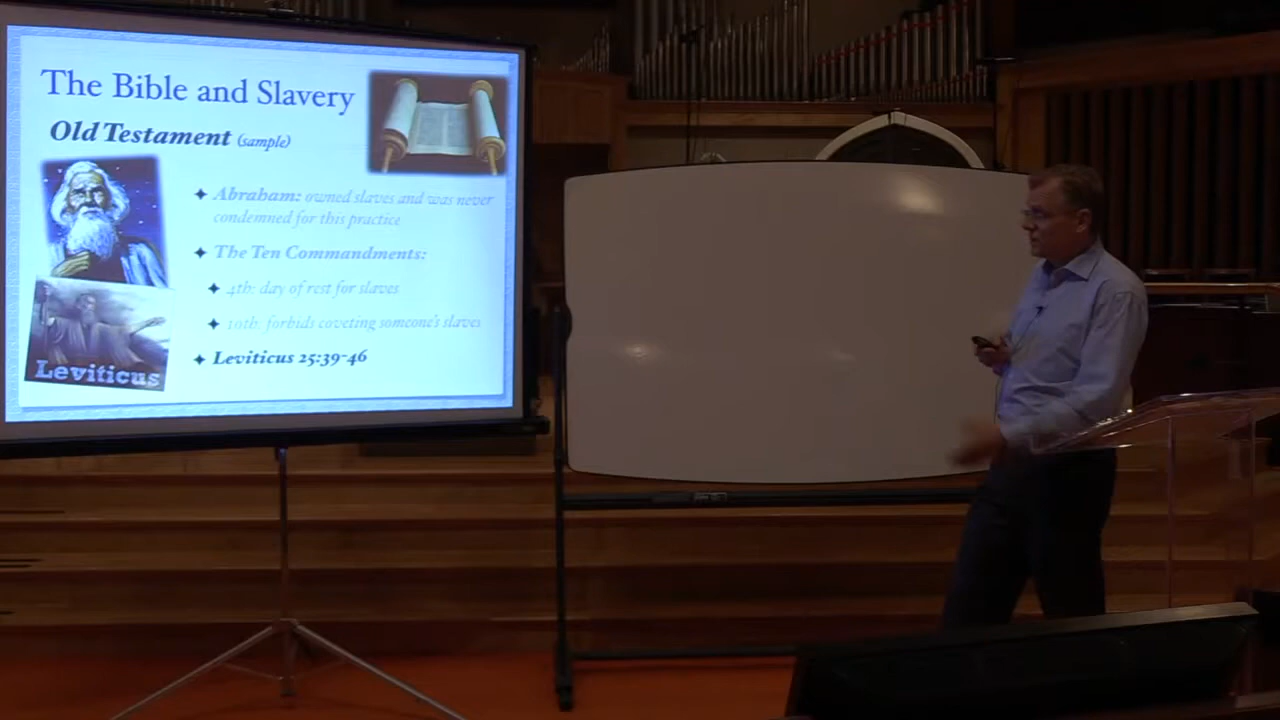 The Bible and Slavery
Old Testament (sample)
Abraham: owned slaves and was never
condemned for this practice
The Ten Commandments:
4th: day of rest for slaves
10th: forbids coveting someone's slaves
Leviticus 25:39-46
Leviticus